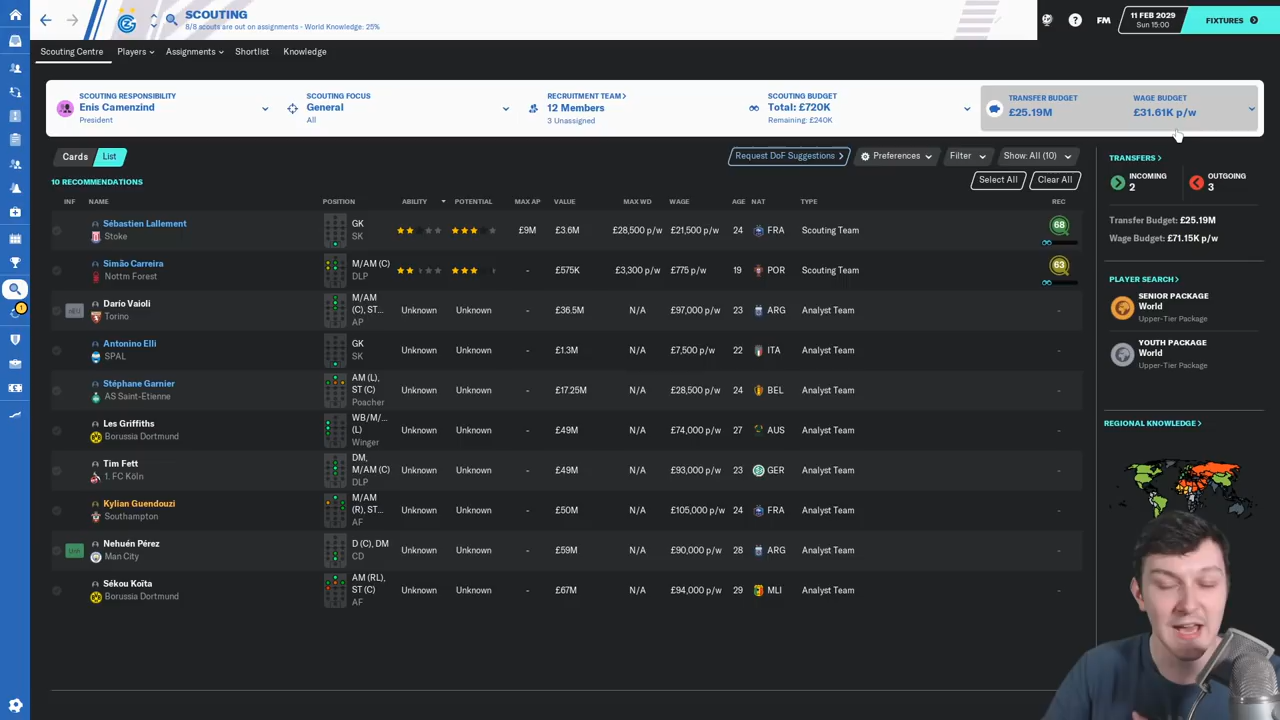 SCOUTING
8/8 scouts are out on assignments - World Knowledge: 25%
FM
11 FEB 2029
Sun 15:00
FIXTURES
Scouting Centre
Players
Assignments
Shortlist
Knowledge
SCOUTING RESPONSIBILITY
Enis Camenzind
President
SCOUTING FOCUS
General
All
RECRUITMENT TEAM >
12 Members
3 Unassigned
SCOUTING BUDGET
Total: £720K
Remaining: £240K
TRANSFER BUDGET
£25.19M
WAGE BUDGET
£31.61K p/w
Cards
List
Request DoF Suggestions >
Preferences
Filter
Show: All (10)
10 RECOMMENDATIONS
Select All
Clear All
INF NAME POSITION ABILITY POTENTIAL MAX AP VALUE MAX WD WAGE AGE NAT TYPE REC
Sébastien Lallement
Stoke
GK
SK
£9M £3.6M £28,500 p/w £21,500 p/w 24 FRA Scouting Team 68
Simão Carreira
Nottm Forest
M/AM (C)
DLP
- £575K £3,300 p/w £775 p/w 19 POR Scouting Team 63
Darío Vaioli
Torino
M/AM
(C), ST...
AP
Unknown Unknown - £36.5M N/A £97,000 p/w 23 ARG Analyst Team -
Antonino Elli
SPAL
GK
SK
Unknown Unknown - £1.3M N/A £7,500 p/w 22 ITA Analyst Team -
Stéphane Garnier
AS Saint-Etienne
AM (L),
ST (C)
Poacher
Unknown Unknown - £17.25M N/A £28,500 p/w 24 BEL Analyst Team -
Les Griffiths
Borussia Dortmund
WB/M/...
(L)
Winger
Unknown Unknown - £49M N/A £74,000 p/w 27 AUS Analyst Team -
Tim Fett
1. FC Köln
DM,
M/AM (C)
DLP
Unknown Unknown - £49M N/A £93,000 p/w 23 GER Analyst Team -
Kylian Guendouzi
Southampton
M/AM
(R), ST...
AF
Unknown Unknown - £50M N/A £105,000 p/w 24 FRA Analyst Team -
Unh
Nehuén Pérez
Man City
D (C), DM
CD
Unknown Unknown - £59M N/A £90,000 p/w 28 ARG Analyst Team -
Sékou Koïta
Borussia Dortmund
AM (RL),
ST (C)
AF
Unknown Unknown - £67M N/A £94,000 p/w 29 MLI Analyst Team -
TRANSFERS >
INCOMING
2
OUTGOING
3
Transfer Budget: £25.19M
Wage Budget: £71.15K p/w
PLAYER SEARCH >
SENIOR PACKAGE
World
Upper-Tier Package
YOUTH PACKAGE
World
Upper-Tier Package
REGIONAL KNOWLEDGE >